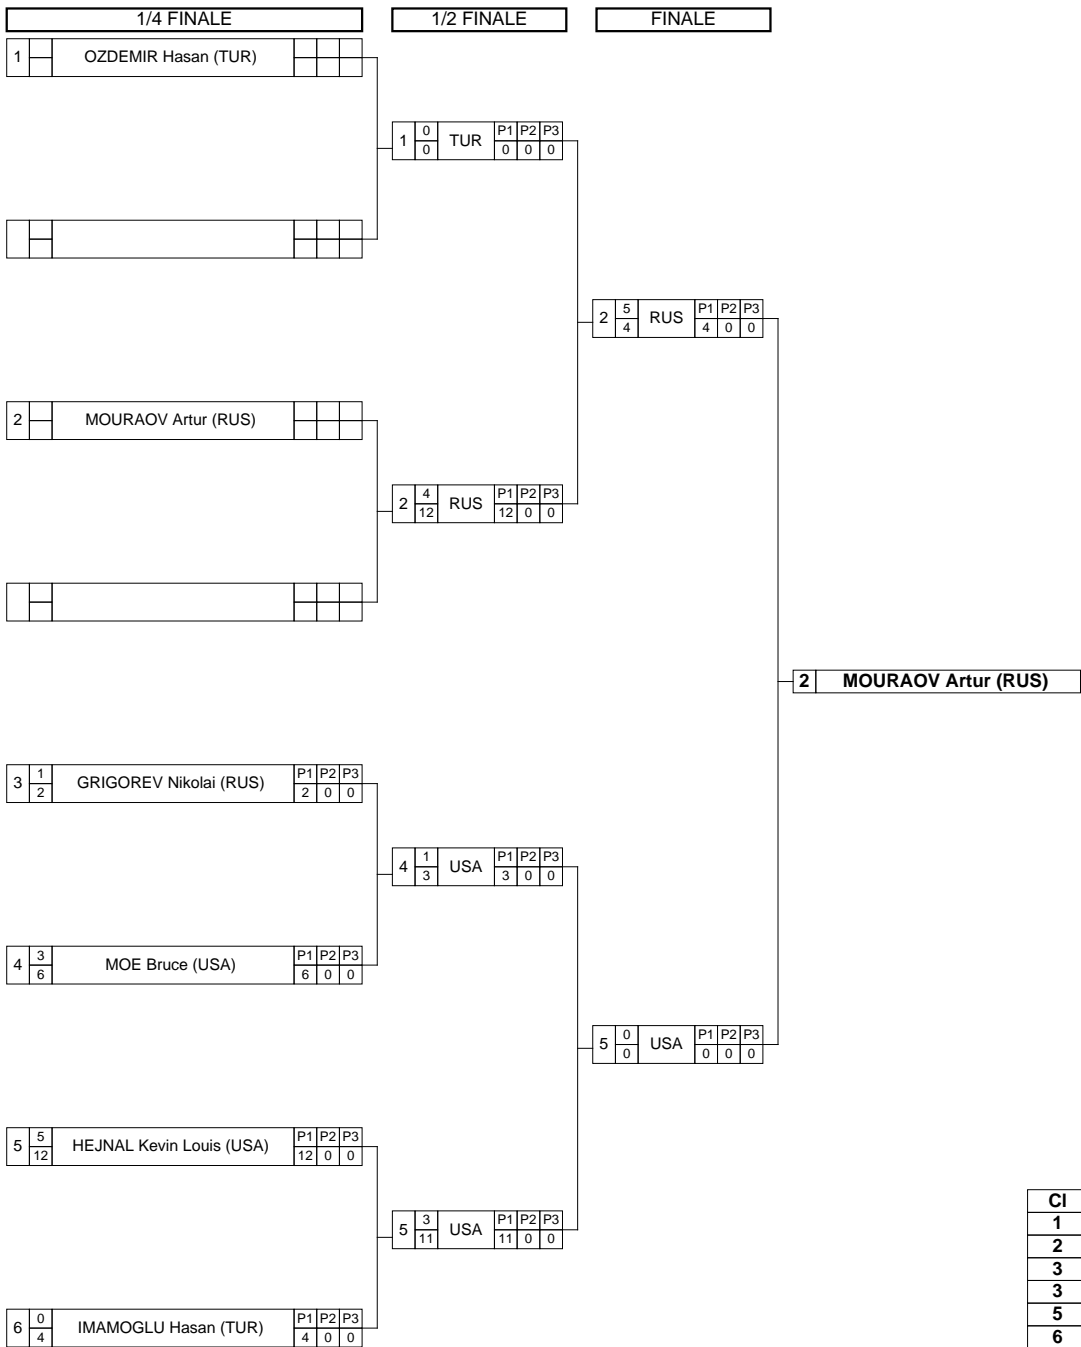 1/4 FINALE 1/2 FINALE FINALE
1 OZDEMIR Hasan (TUR)
1 0 0 TUR P1 P2 P3 0 0 0
2 5 4 RUS P1 P2 P3 4 0 0
2 MOURAOV Artur (RUS)
2 4 12 RUS P1 P2 P3 12 0 0
2 MOURAOV Artur (RUS)
3 1 2 GRIGOREV Nikolai (RUS) P1 P2 P3 2 0 0
4 1 3 USA P1 P2 P3 3 0 0
4 3 6 MOE Bruce (USA) P1 P2 P3 6 0 0
5 0 0 USA P1 P2 P3 0 0 0
5 5 12 HEJNAL Kevin Louis (USA) P1 P2 P3 12 0 0
5 3 11 USA P1 P2 P3 11 0 0
6 0 4 IMAMOGLU Hasan (TUR) P1 P2 P3 4 0 0
Cl
1
2
3
3
5
6